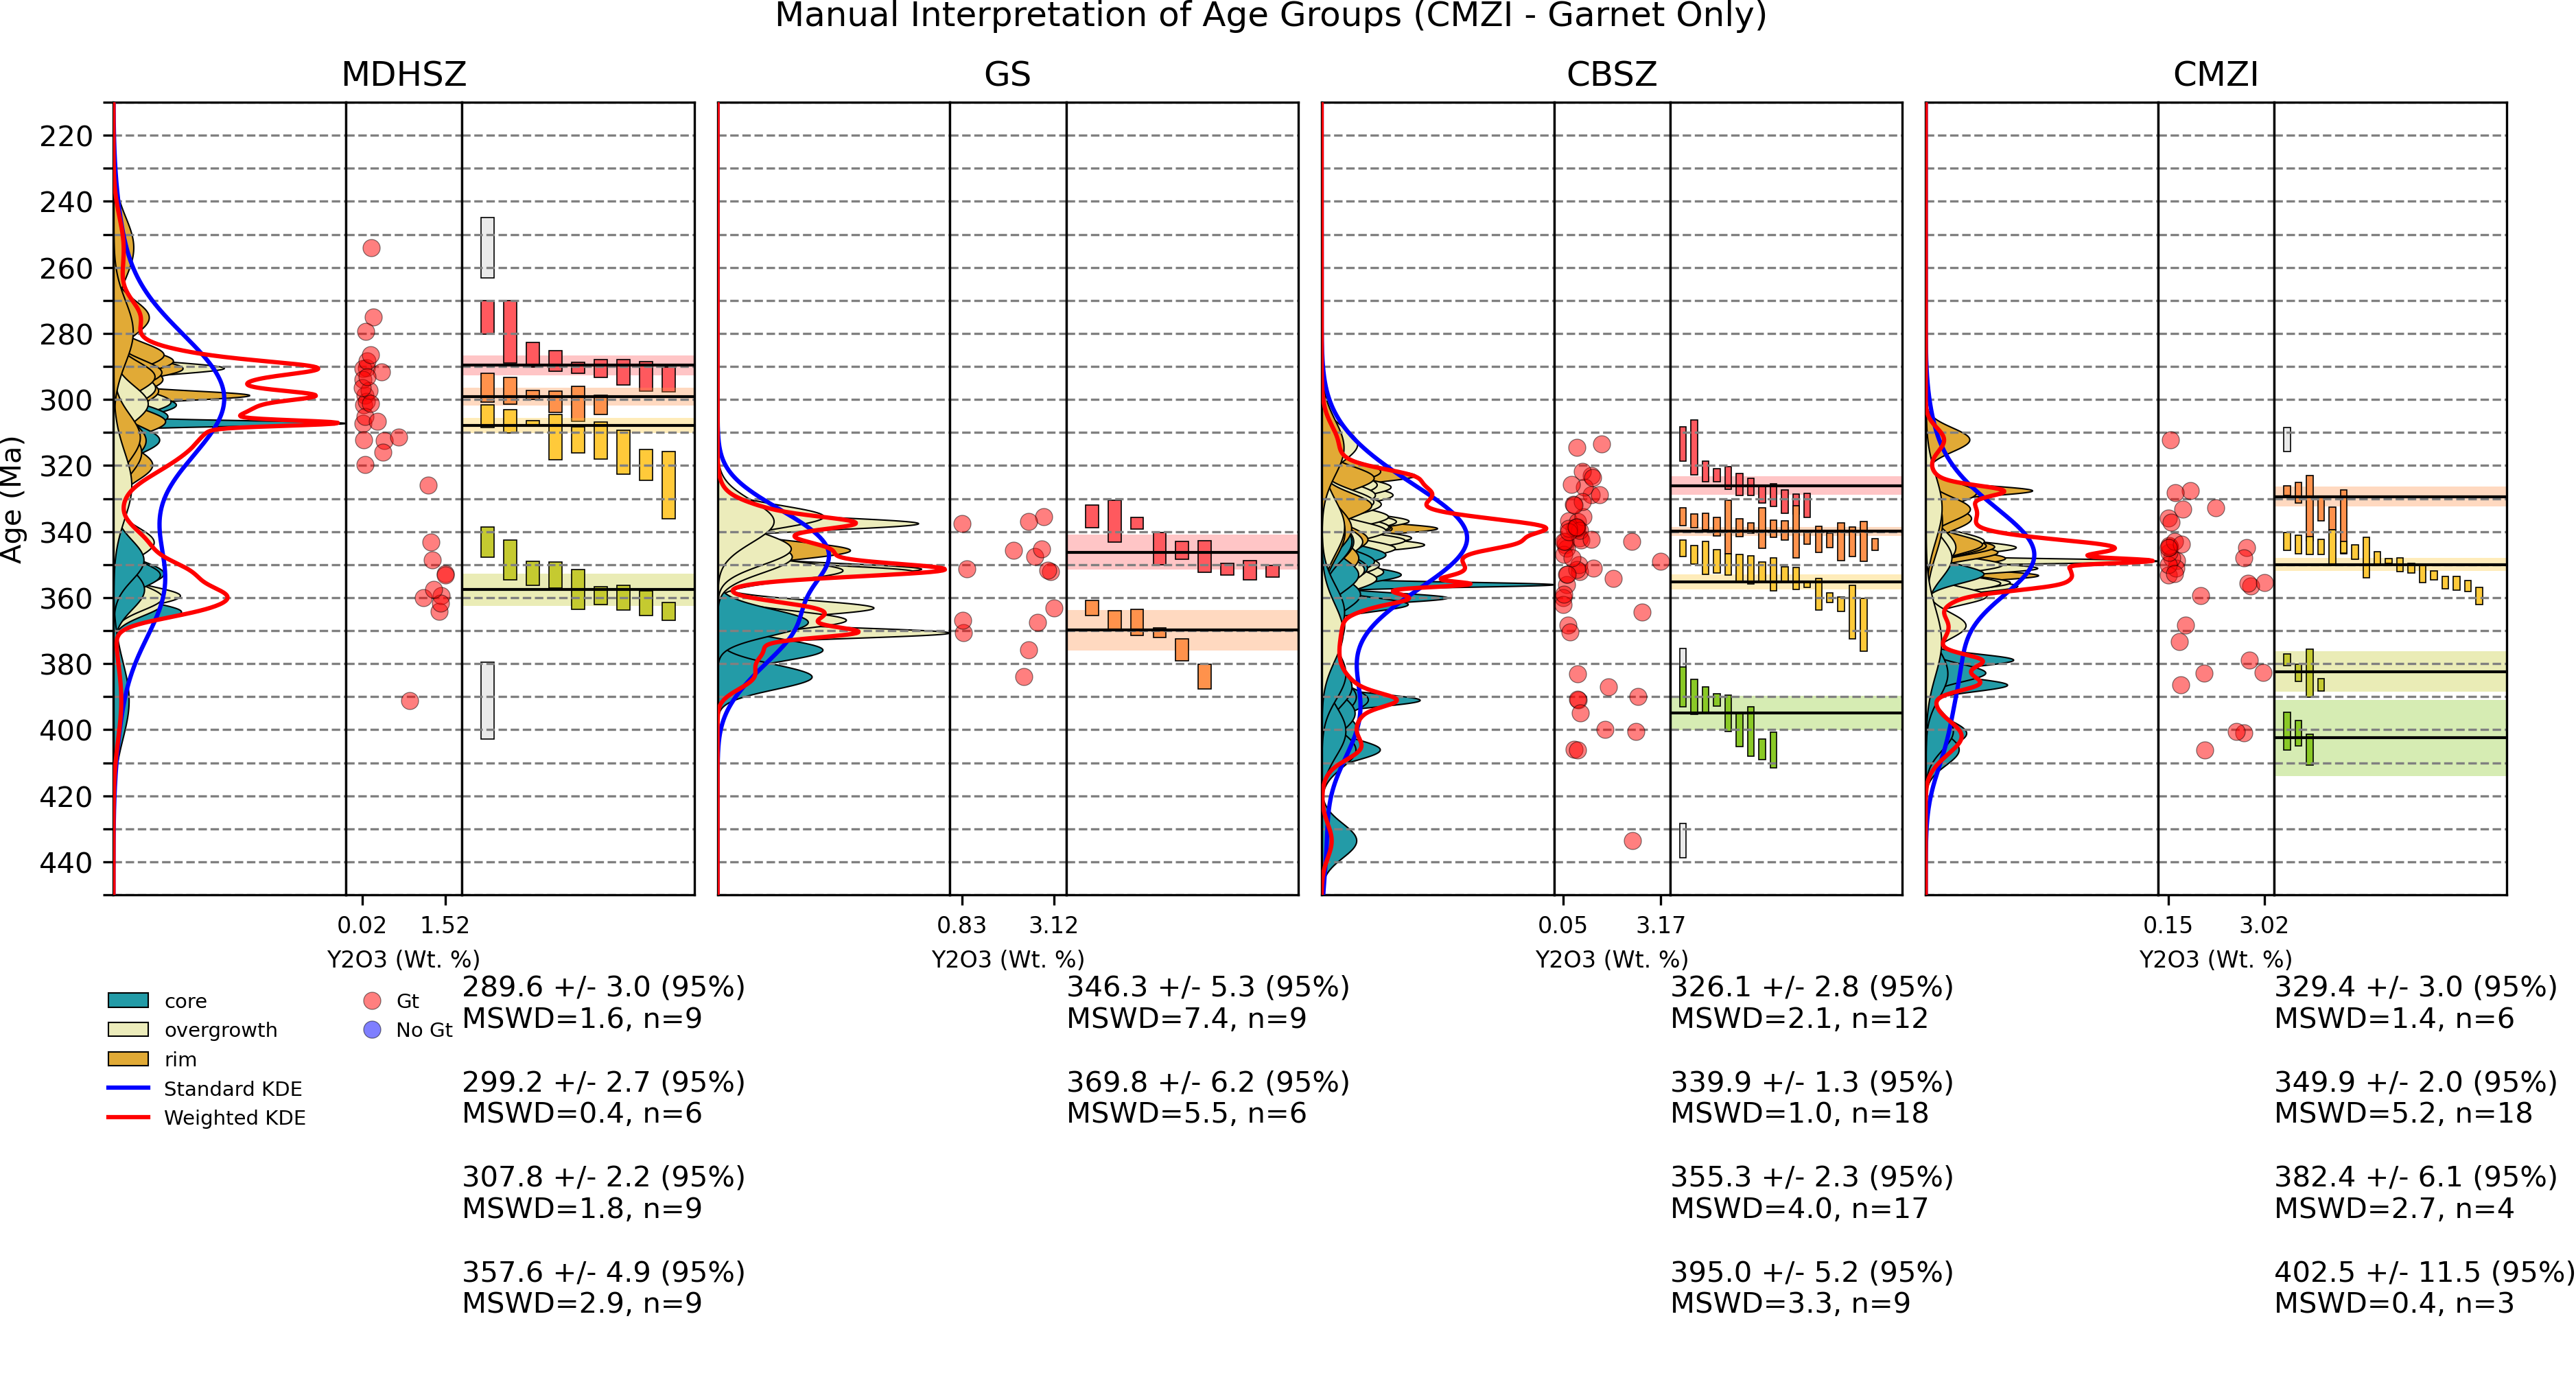 Manual Interpretation of Age Groups (CMZI - Garnet Only)
MDHSZ
GS
CBSZ
CMZI
Age (Ma)
220
240
260
280
300
320
340
360
380
400
420
440
0.02 1.52
Y2O3 (Wt. %)
0.83 3.12
Y2O3 (Wt. %)
0.05 3.17
Y2O3 (Wt. %)
0.15 3.02
Y2O3 (Wt. %)
core
overgrowth
rim
Standard KDE
Weighted KDE
Gt
No Gt
289.6 +/- 3.0 (95%)
MSWD=1.6, n=9
299.2 +/- 2.7 (95%)
MSWD=0.4, n=6
307.8 +/- 2.2 (95%)
MSWD=1.8, n=9
357.6 +/- 4.9 (95%)
MSWD=2.9, n=9
346.3 +/- 5.3 (95%)
MSWD=7.4, n=9
369.8 +/- 6.2 (95%)
MSWD=5.5, n=6
326.1 +/- 2.8 (95%)
MSWD=2.1, n=12
339.9 +/- 1.3 (95%)
MSWD=1.0, n=18
355.3 +/- 2.3 (95%)
MSWD=4.0, n=17
395.0 +/- 5.2 (95%)
MSWD=3.3, n=9
329.4 +/- 3.0 (95%)
MSWD=1.4, n=6
349.9 +/- 2.0 (95%)
MSWD=5.2, n=18
382.4 +/- 6.1 (95%)
MSWD=2.7, n=4
402.5 +/- 11.5 (95%)
MSWD=0.4, n=3